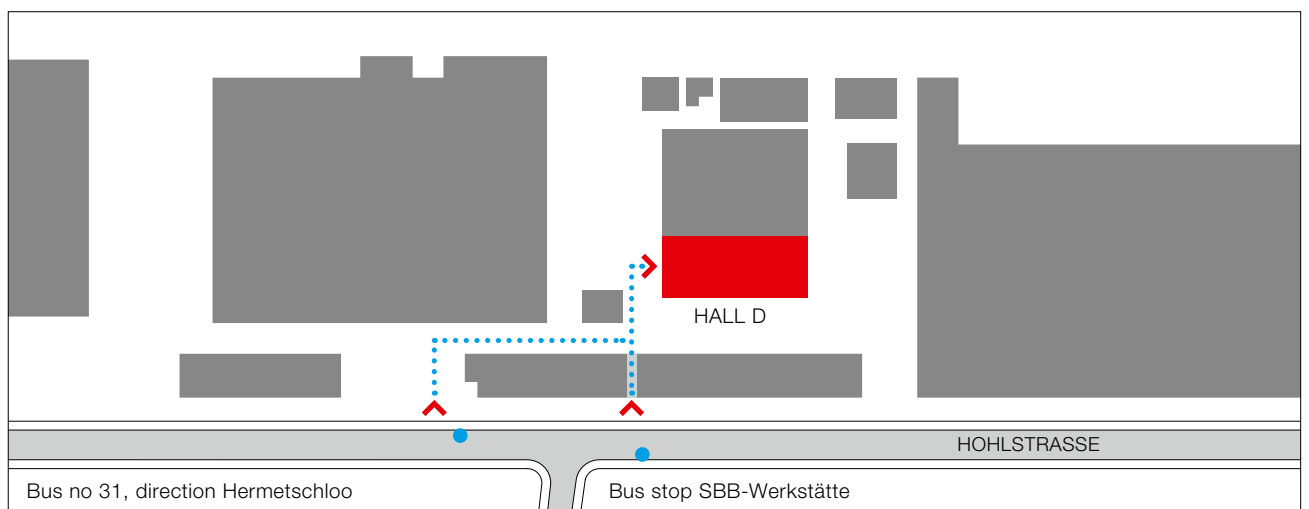 HALL D
HOHLSTRASSE
Bus no 31, direction Hermetschloo
Bus stop SBB-Werkstätte